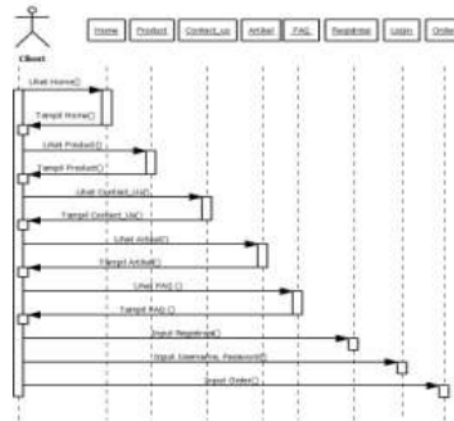 Home Product Contact_us Artikel FAQ Registrasi Login Order
Client
Lihat Home()
Tampil Home()
Lihat Product()
Tampil Product()
Lihat Contact_Us()
Tampil Contact_Us()
Lihat Artikel()
Tampil Artikel()
Lihat FAQ ()
Tampil FAQ ()
Input Registrasi()
Input Username, Password()
Input Order()